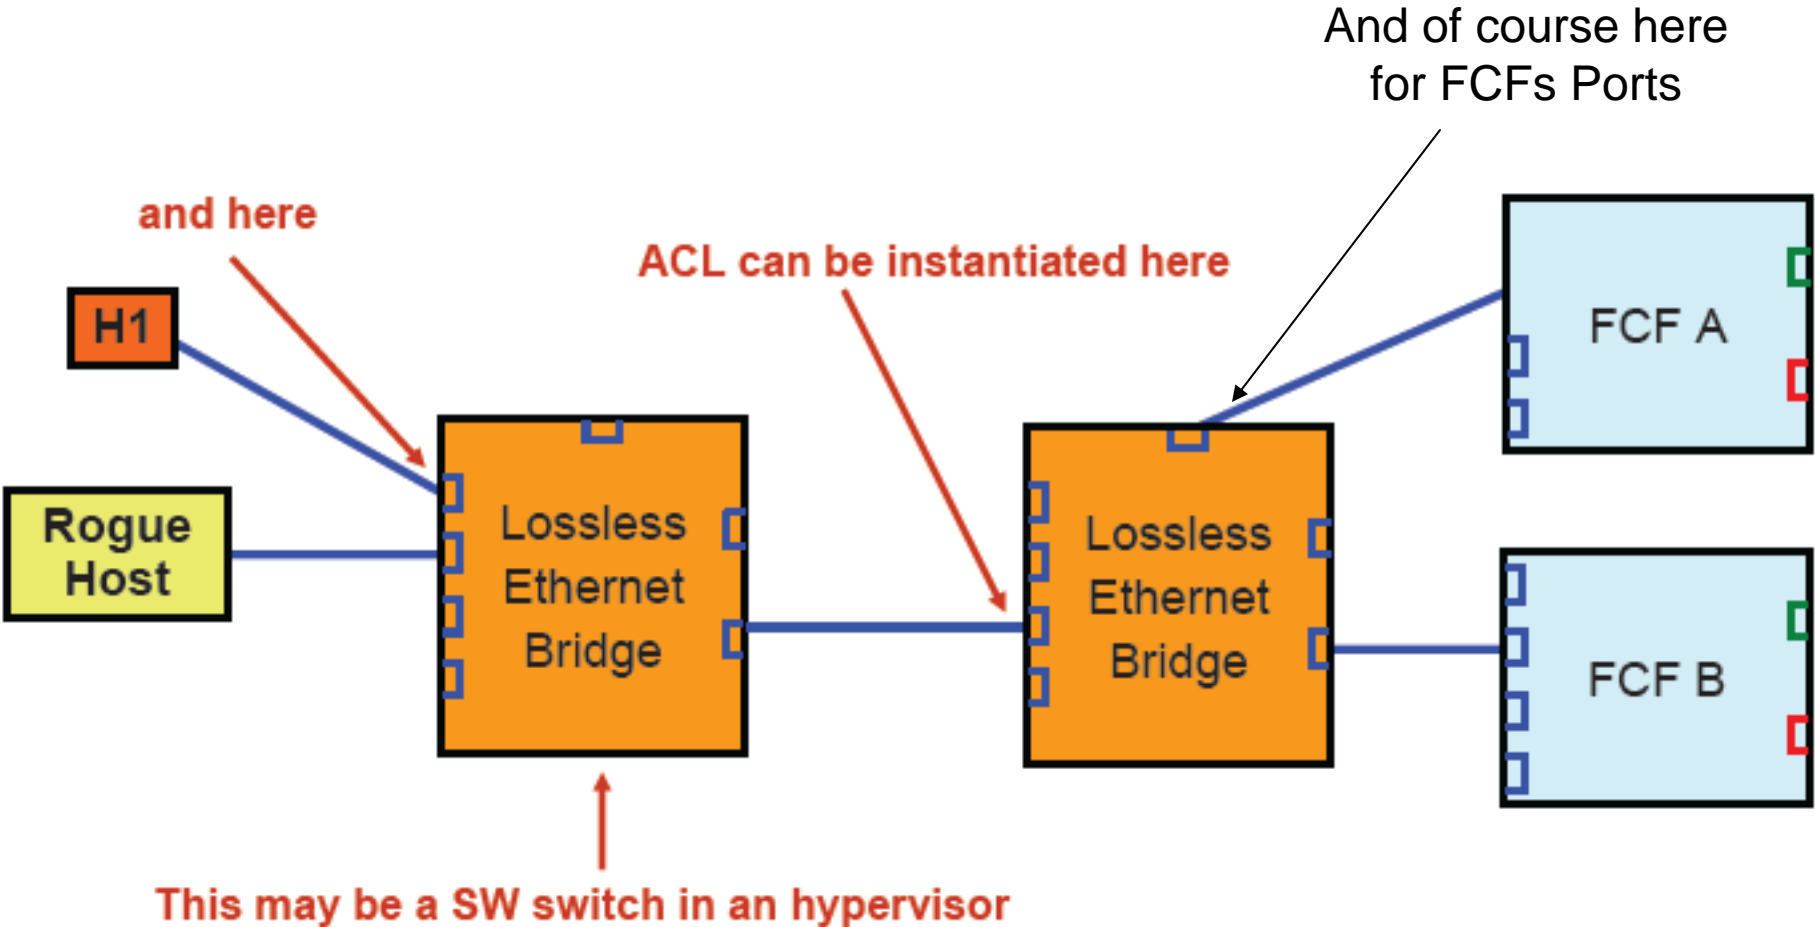 And of course here
for FCFs Ports
and here
ACL can be instantiated here
H1
FCF A
Rogue
Host
Lossless
Ethernet
Bridge
Lossless
Ethernet
Bridge
FCF B
This may be a SW switch in an hypervisor